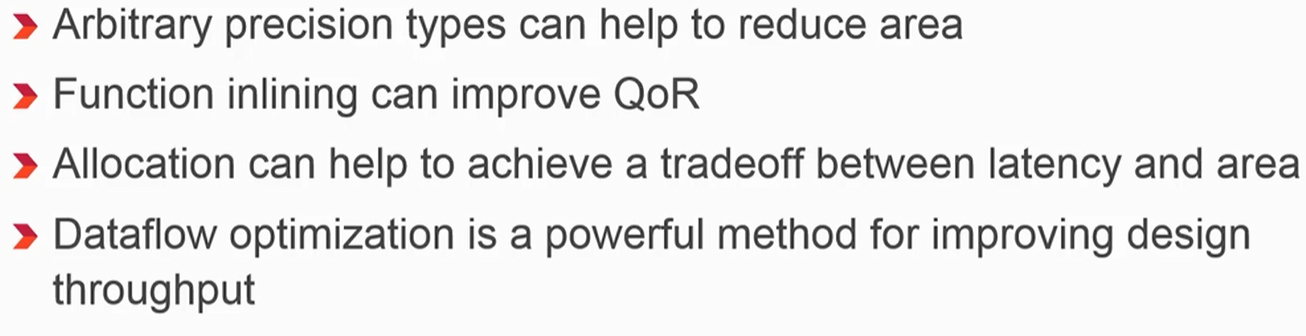 Arbitrary precision types can help to reduce area
Function inlining can improve QoR
Allocation can help to achieve a tradeoff between latency and area
Dataflow optimization is a powerful method for improving design
throughput